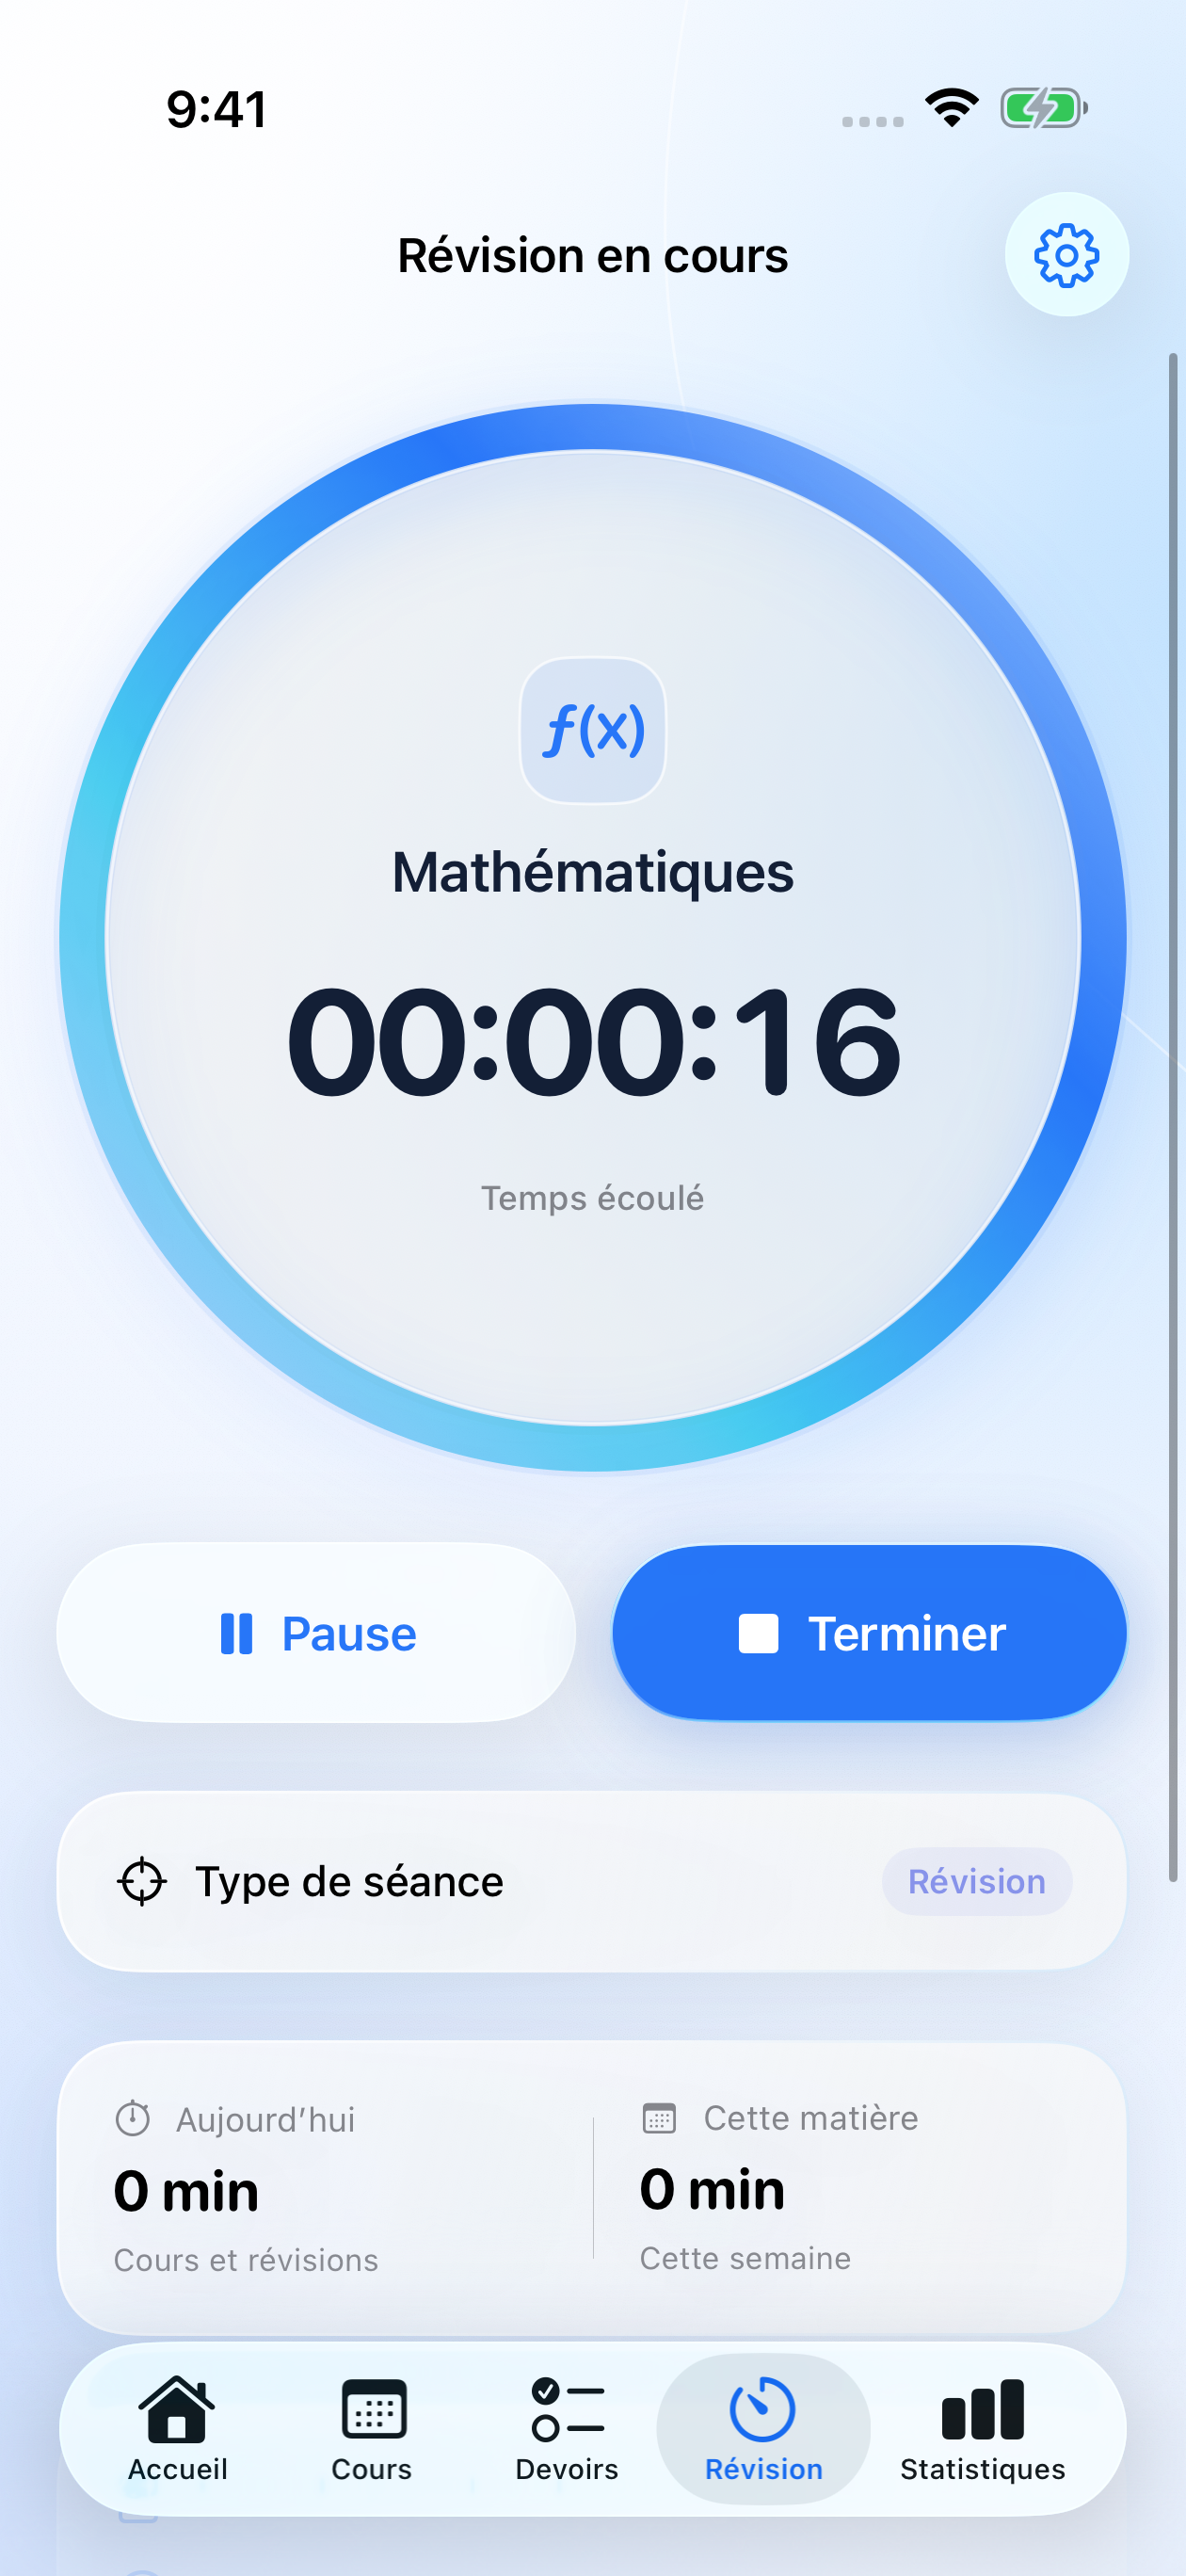 9:41
Révision en cours
f(x)
Mathématiques
00:00:16
Temps écoulé
Pause
Terminer
Type de séance
Révision
Aujourd’hui
0 min
Cours et révisions
Cette matière
0 min
Cette semaine
Accueil
Cours
Devoirs
Révision
Statistiques